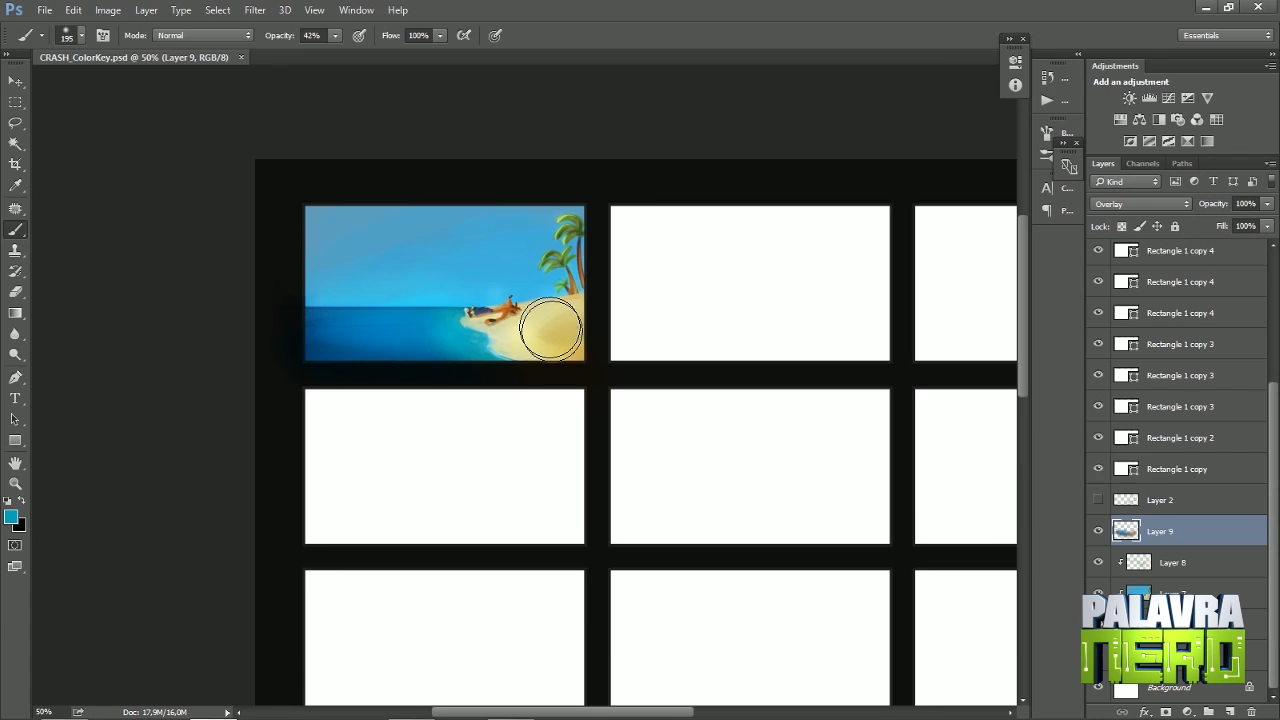 Ps File Edit Image Layer Type Select Filter 3D View Window Help
195 Mode: Normal Opacity: 42% Flow: 100% Essentials
CRASH_ColorKey.psd @ 50% (Layer 9, RGB/8) ×
Adjustments
Add an adjustment
Layers Channels Paths
Kind
Overlay Opacity: 100%
Lock: Fill: 100%
Rectangle 1 copy 4
Rectangle 1 copy 4
Rectangle 1 copy 4
Rectangle 1 copy 3
Rectangle 1 copy 3
Rectangle 1 copy 3
Rectangle 1 copy 2
Rectangle 1 copy
Layer 2
Layer 9
Layer 8
PALAVRA
NERD
Background
50% Doc: 17,9M/16,0M